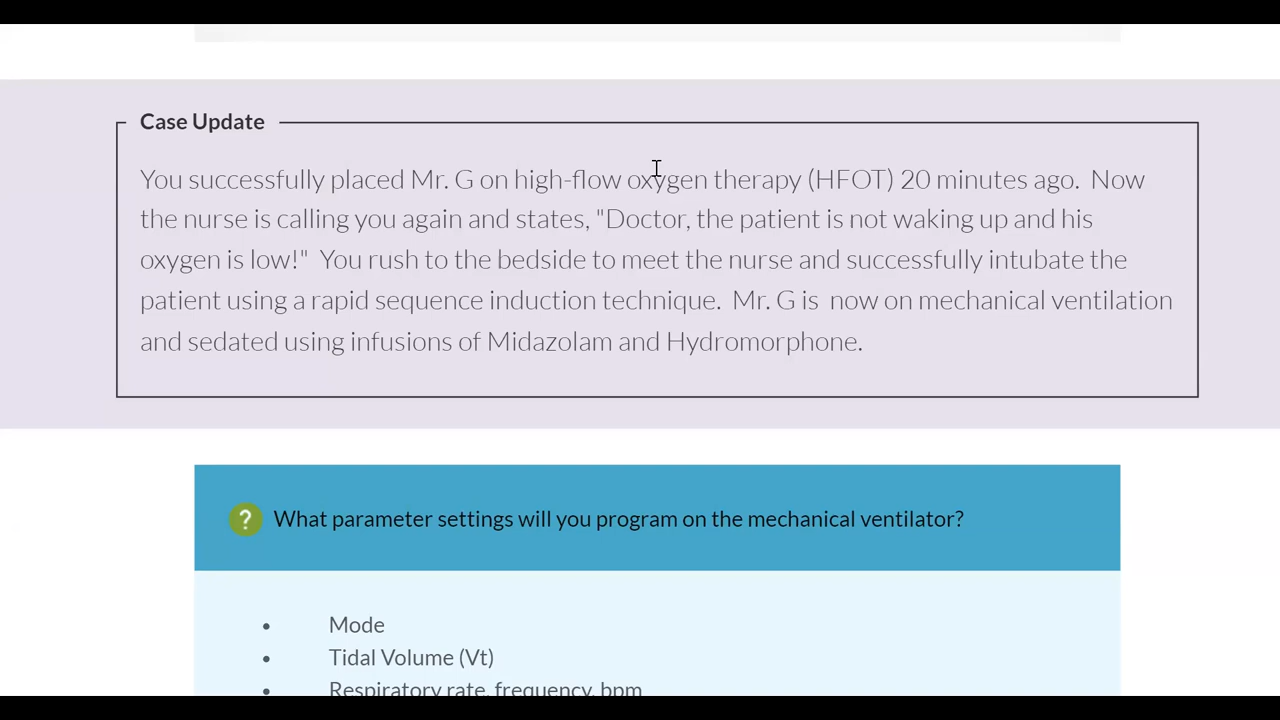 Case Update
You successfully placed Mr. G on high-flow oxygen therapy (HFOT) 20 minutes ago. Now
the nurse is calling you again and states, "Doctor, the patient is not waking up and his
oxygen is low!" You rush to the bedside to meet the nurse and successfully intubate the
patient using a rapid sequence induction technique. Mr. G is now on mechanical ventilation
and sedated using infusions of Midazolam and Hydromorphone.
? What parameter settings will you program on the mechanical ventilator?
• Mode
• Tidal Volume (Vt)
• Respiratory rate, frequency, bpm